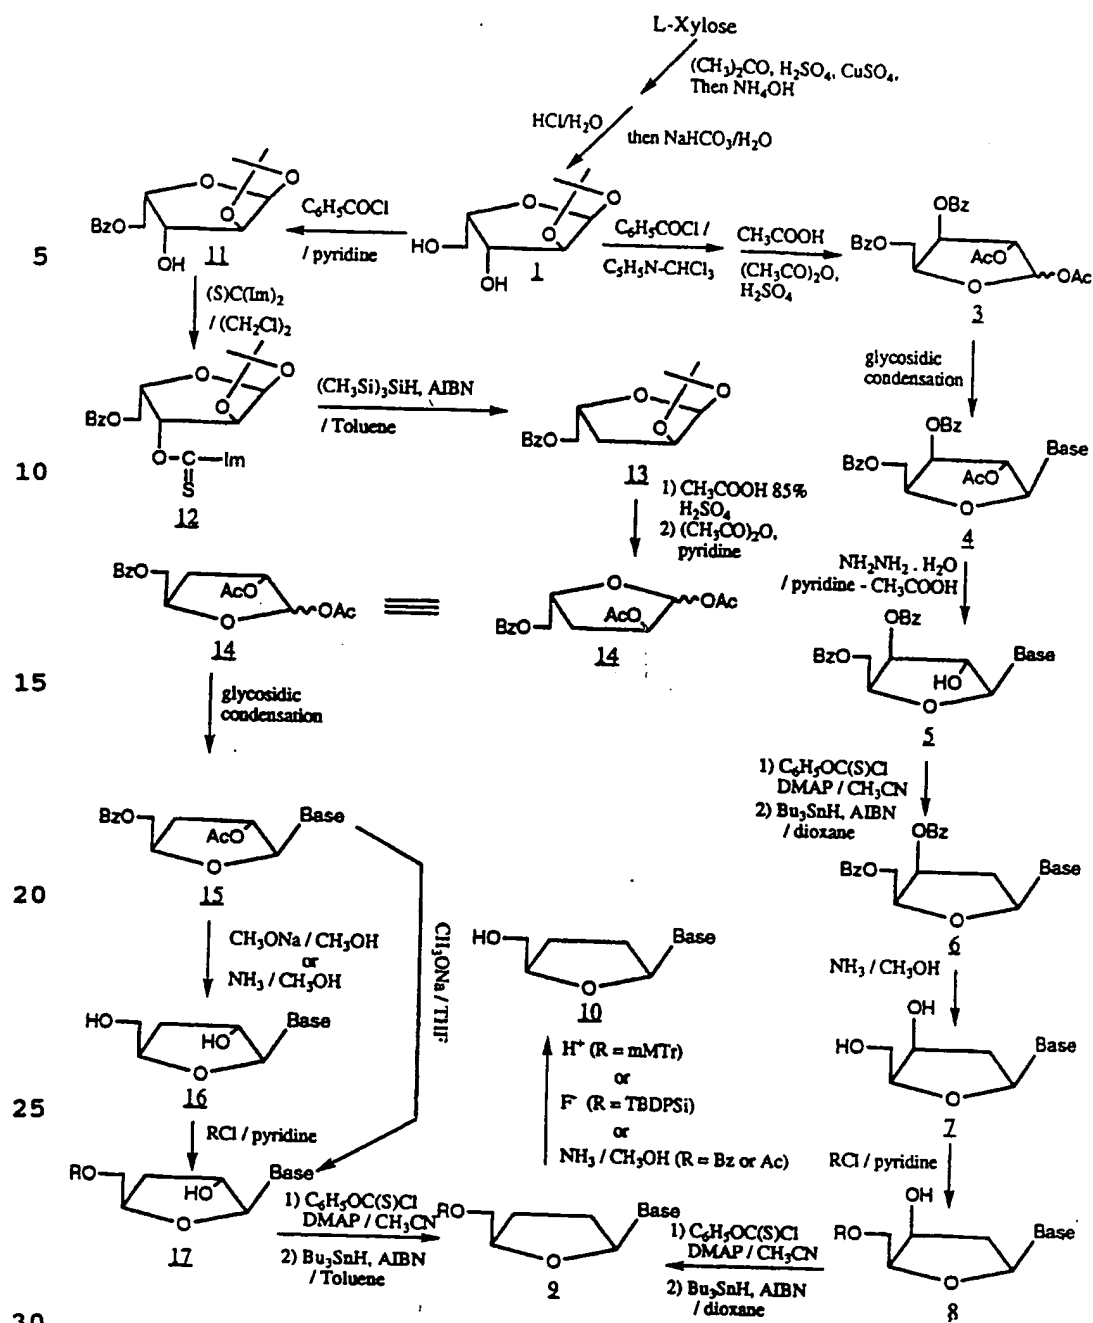 L-Xylose
(CH3)2CO, H2SO4, CuSO4,
Then NH4OH
HCl/H2O
then NaHCO3/H2O
O
O
O
BzO
OH
11
C6H5COCl
/ pyridine
O
O
O
HO
OH
1
C6H5COCl /
C5H5N-CHCl3
CH3COOH
(CH3CO)2O,
H2SO4
OBz
BzO
AcO
O
OAc
3
5
(S)C(Im)2
/ (CH2Cl)2
O
O
O
BzO
O-C-Im
S
12
(CH3Si)3SiH, AIBN
/ Toluene
O
O
O
BzO
13
glycosidic
condensation
OBz
BzO
AcO
O
Base
4
10
1) CH3COOH 85%
H2SO4
2) (CH3CO)2O,
pyridine
NH2NH2 . H2O
/ pyridine - CH3COOH
BzO
AcO
O
OAc
14
O
BzO
AcO
OAc
14
OBz
BzO
HO
O
Base
5
15
glycosidic
condensation
1) C6H5OC(S)Cl
DMAP / CH3CN
2) Bu3SnH, AIBN
/ dioxane
BzO
AcO
O
Base
15
OBz
BzO
O
Base
6
20
CH3ONa / CH3OH
or
NH3 / CH3OH
CH3ONa / THF
HO
O
Base
10
NH3 / CH3OH
HO
HO
O
Base
16
H+ (R = mMTr)
or
F- (R = TBDPSi)
or
NH3 / CH3OH (R = Bz or Ac)
OH
HO
O
Base
7
25
RCl / pyridine
RCl / pyridine
RO
HO
O
Base
17
1) C6H5OC(S)Cl
DMAP / CH3CN
2) Bu3SnH, AIBN
/ Toluene
RO
O
Base
9
1) C6H5OC(S)Cl
DMAP / CH3CN
2) Bu3SnH, AIBN
/ dioxane
OH
RO
O
Base
8
30